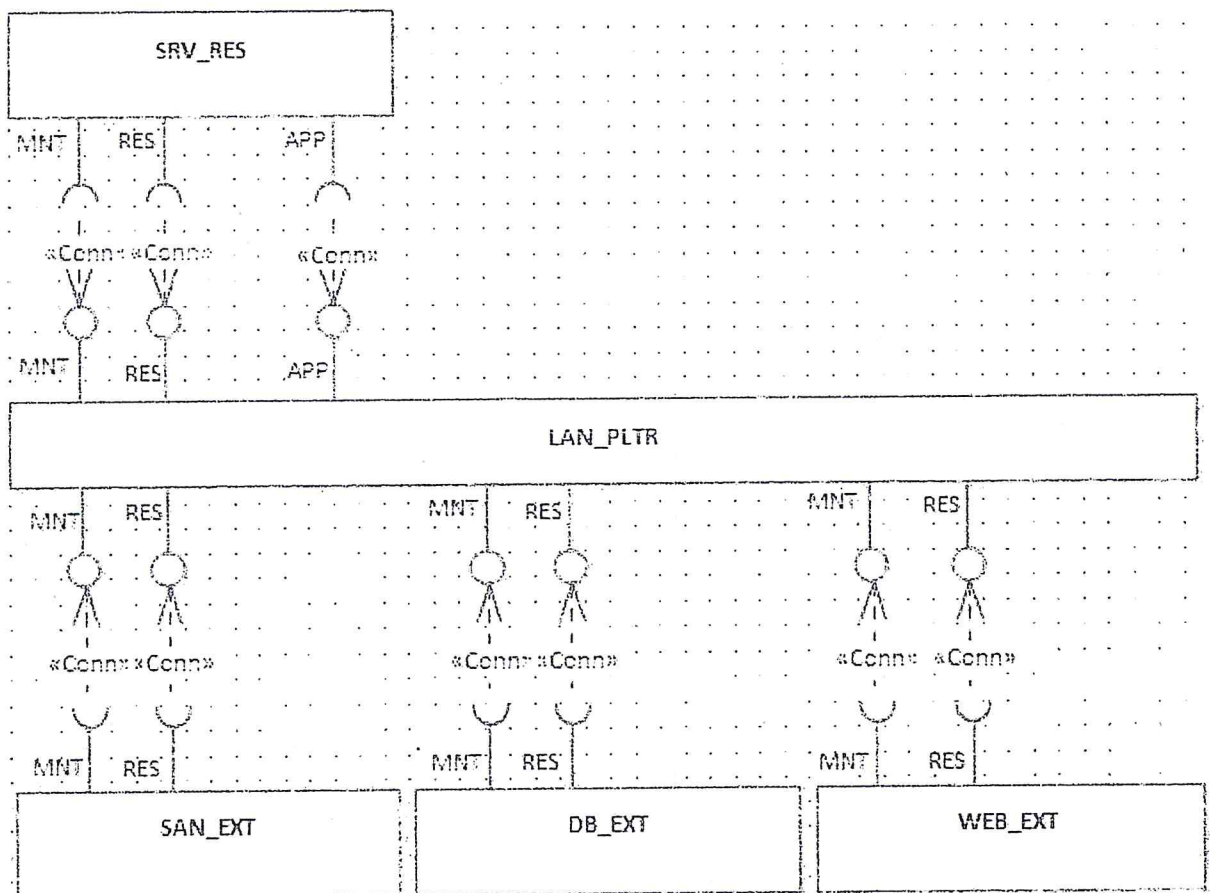 SRV_RES
MNT RES APP
«Conn» «Conn» «Conn»
MNT RES APP
LAN_PLTR
MNT RES MNT RES MNT RES
«Conn» «Conn» «Conn» «Conn» «Conn» «Conn»
MNT RES MNT RES MNT RES
SAN_EXT DB_EXT WEB_EXT